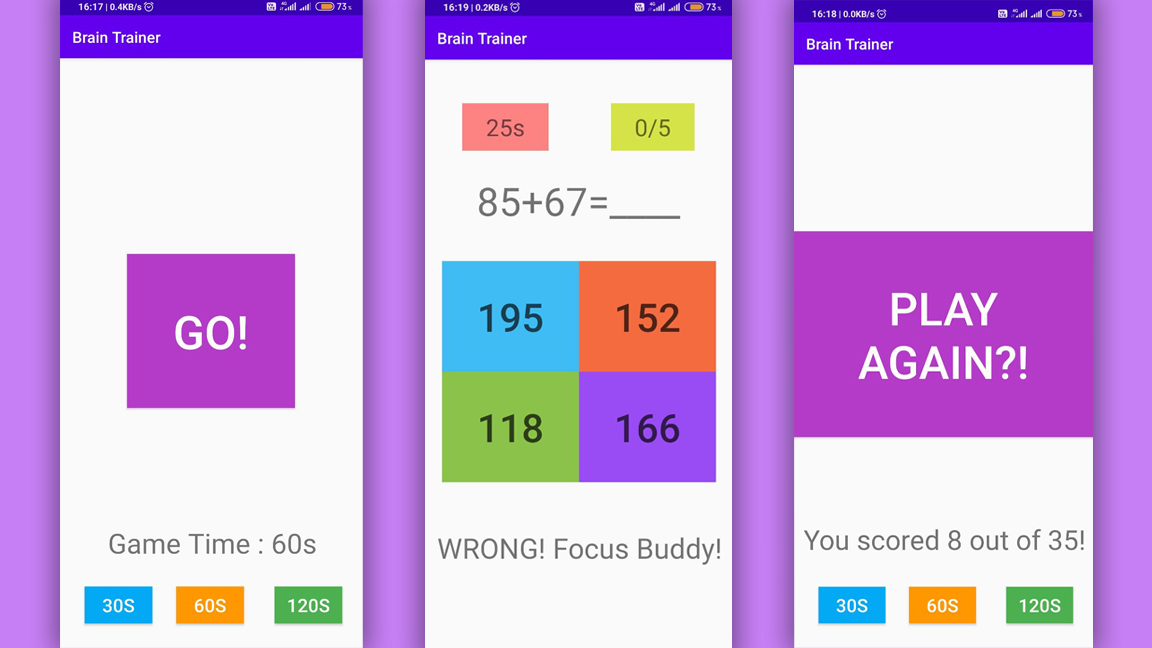 16:17 | 0.4KB/s
73%
Brain Trainer
GO!
Game Time : 60s
30S 60S 120S
16:19 | 0.2KB/s
73%
Brain Trainer
25s 0/5
85+67=____
195 152
118 166
WRONG! Focus Buddy!
16:18 | 0.0KB/s
73%
Brain Trainer
PLAY
AGAIN?!
You scored 8 out of 35!
30S 60S 120S